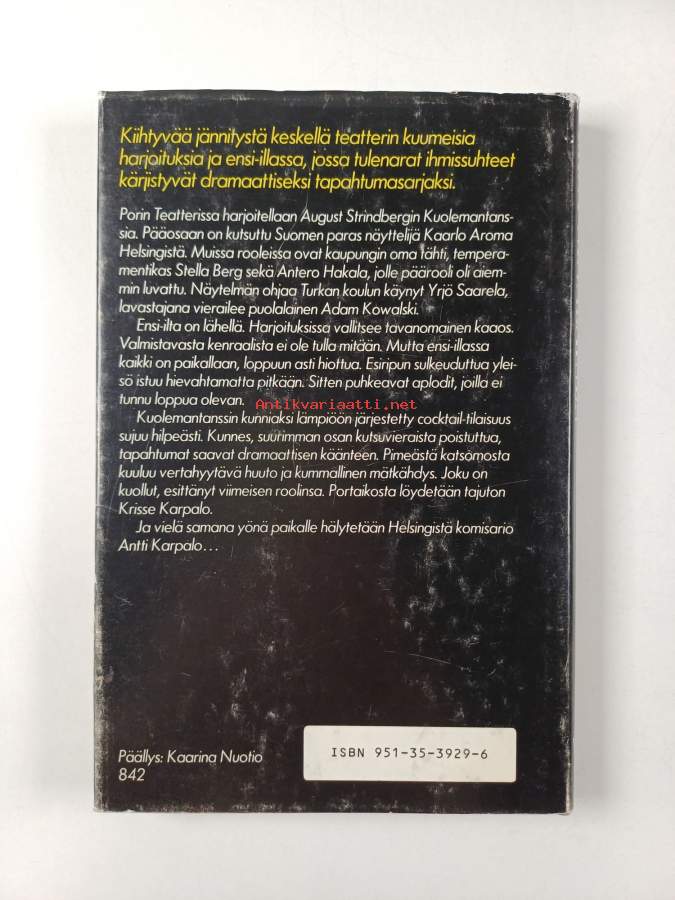 Kiihtyvää jännitystä keskellä teatterin kuumeisia
harjoituksia ja ensi-illassa, jossa tulenarat ihmissuhteet
kärjistyvät dramaattiseksi tapahtumasarjaksi.
Porin Teatterissa harjoitellaan August Strindbergin Kuolemantans-
sia. Pääosaan on kutsuttu Suomen paras näyttelijä Kaarlo Aroma
Helsingistä. Muissa rooleissa ovat kaupungin oma tähti, tempera-
mentikas Stella Berg sekä Antero Hakala, jolle päärooli oli aiem-
min luvattu. Näytelmän ohjaa Turkan koulun käynyt Yrjö Saarela,
lavastajana vierailee puolalainen Adam Kowalski.
Ensi-ilta on lähellä. Harjoituksissa vallitsee tavanomainen kaaos.
Valmistavasta kenraalista ei ole tulla mitään. Mutta ensi-illassa
kaikki on paikallaan, loppuun asti hiottua. Esiripun sulkeuduttua ylei-
sö istuu hievahtamatta pitkään. Sitten puhkeavat aplodit, joilla ei
tunnu loppua olevan.
Antikvariaatti.net
Kuolemantanssin kunniaksi lämpiöön järjestetty cocktail-tilaisuus
sujuu hilpeästi. Kunnes, suurimman osan kutsuvieraista poistuttua,
tapahtumat saavat dramaattisen käänteen. Pimeästä katsomosta
kuuluu vertahyytävä huuto ja kummallinen mätkähdys. Joku on
kuollut, esittänyt viimeisen roolinsa. Portaikosta löydetään tajuton
Krisse Karpalo.
Ja vielä samana yönä paikalle hälytetään Helsingistä komisario
Antti Karpalo...
Päällys: Kaarina Nuotio
842
ISBN 951-35-3929-6